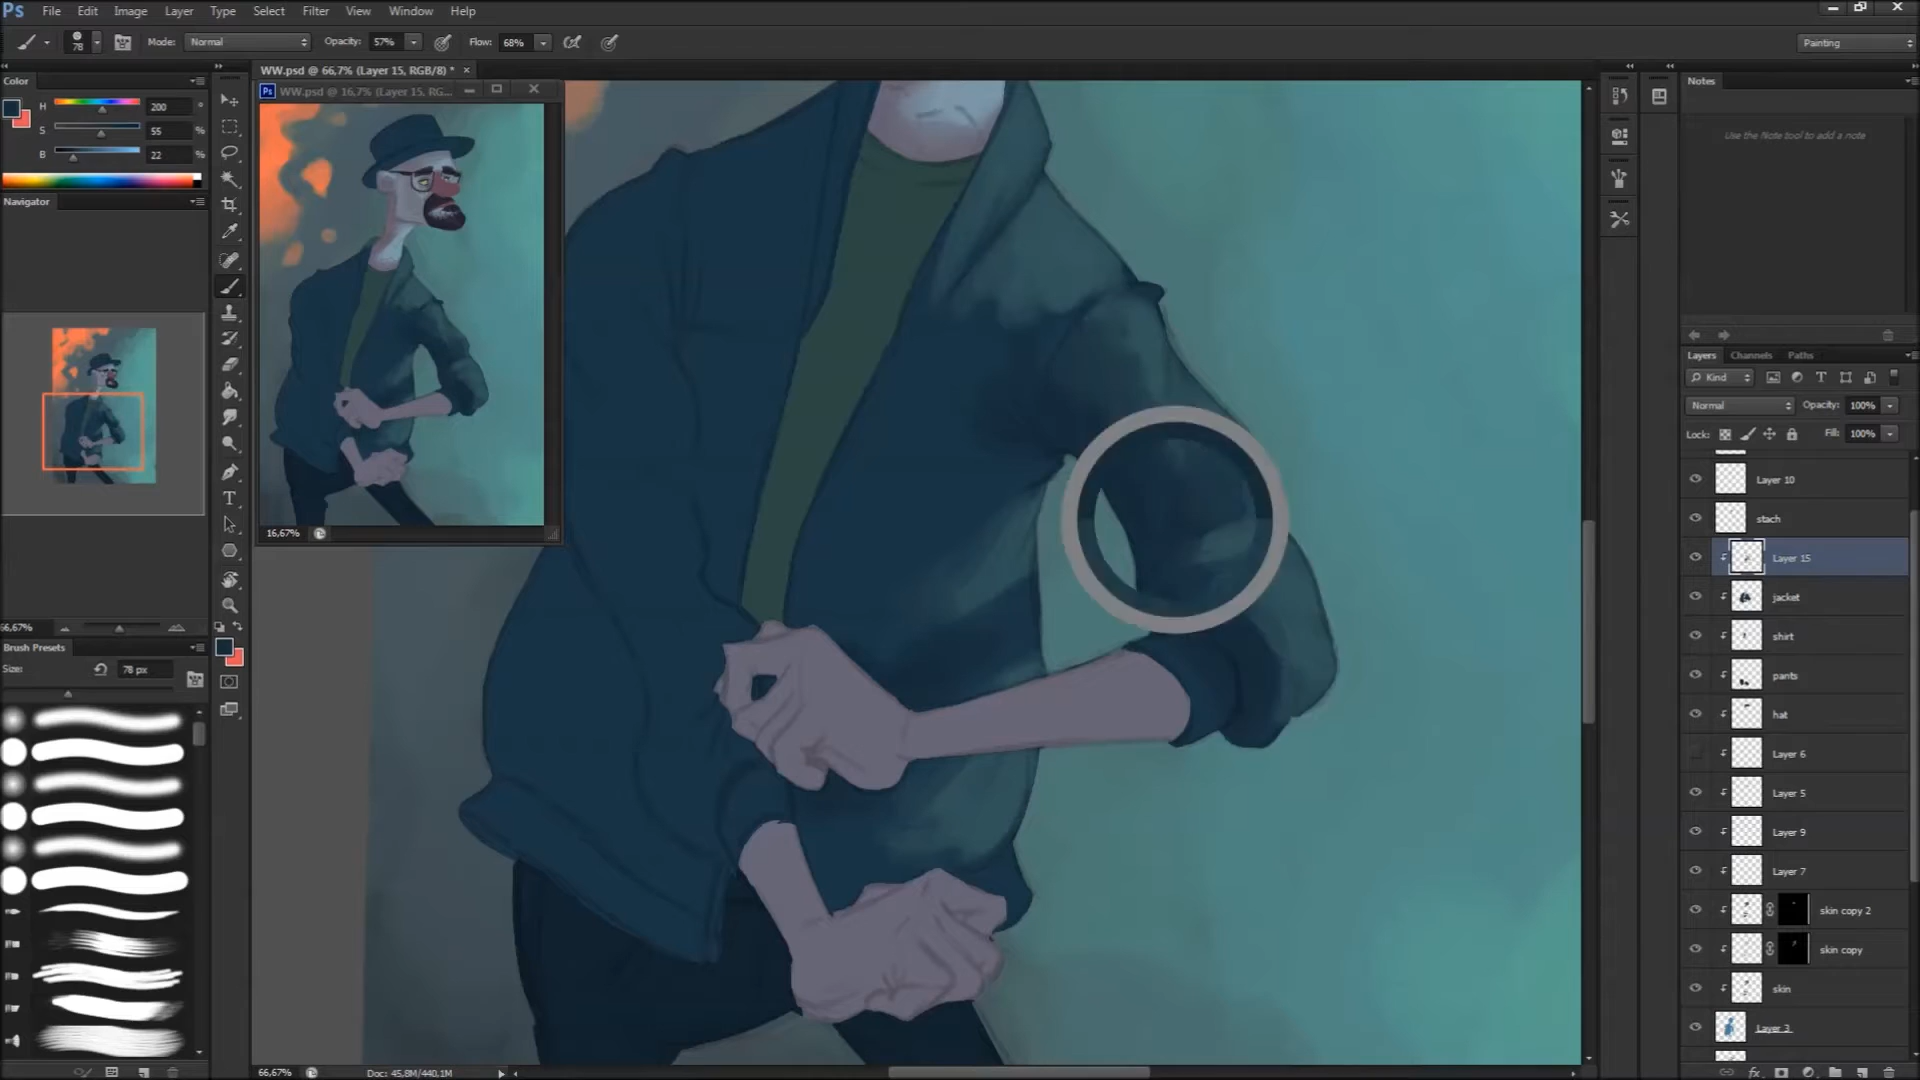 Ps File Edit Image Layer Type Select Filter View Window Help
78 Mode: Normal Opacity: 57% Flow: 68% Painting
Color WW.psd @ 66,7% (Layer 15, RGB/8) * × Notes
Ps WW.psd @ 16,7% (Layer 15, RG...
H 200 °
S 55 %
B 22 %
Use the Note tool to add a note
Navigator
16,67%
66,67%
Brush Presets
Size: 78 px
Layers Channels Paths
Kind
Normal Opacity: 100%
Lock: Fill: 100%
Layer 10
stach
Layer 15
jacket
shirt
pants
hat
Layer 6
Layer 5
Layer 9
Layer 7
skin copy 2
skin copy
skin
Layer 3
66,67% Doc: 45,8M/440,1M
fx